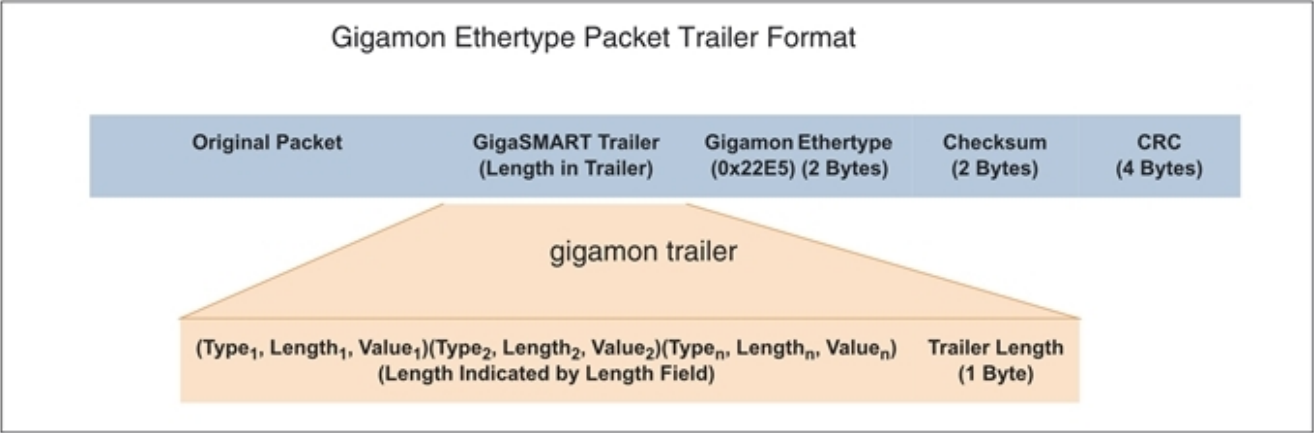 Gigamon Ethertype Packet Trailer Format
Original Packet GigaSMART Trailer Gigamon Ethertype Checksum CRC
(Length in Trailer) (0x22E5) (2 Bytes) (2 Bytes) (4 Bytes)
gigamon trailer
(Type₁, Length₁, Value₁)(Type₂, Length₂, Value₂)(Typeₙ, Lengthₙ, Valueₙ) Trailer Length
(Length Indicated by Length Field) (1 Byte)